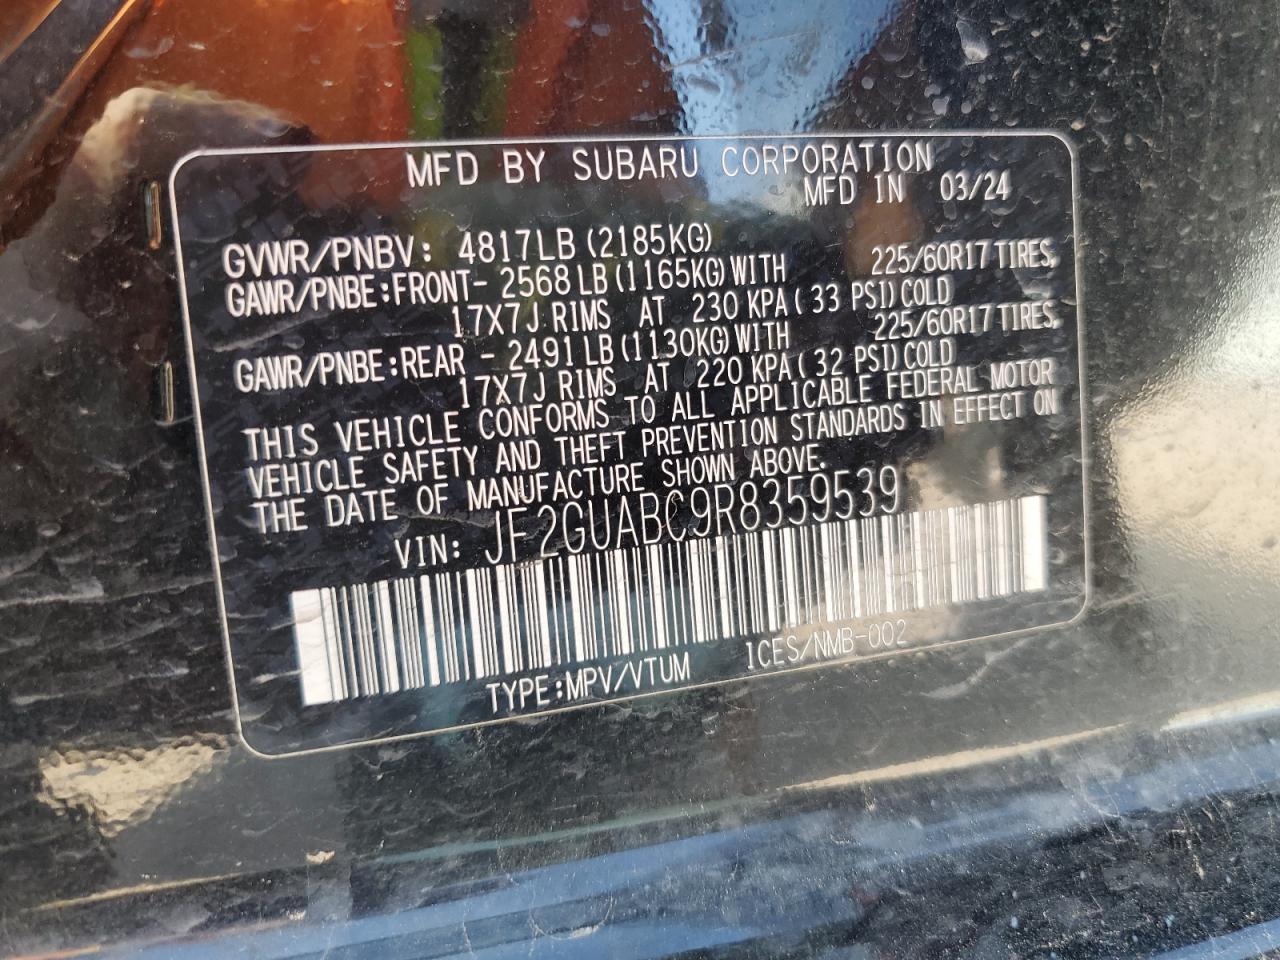 MFD BY SUBARU CORPORATION
MFD IN 03/24
GVWR/PNBV: 4817LB (2185KG)
GAWR/PNBE:FRONT- 2568 LB (1165KG) WITH 225/60R17 TIRES,
17X7J RIMS AT 230 KPA ( 33 PSI) COLD
GAWR/PNBE:REAR - 2491 LB (1130KG) WITH 225/60R17 TIRES,
17X7J RIMS AT 220 KPA ( 32 PSI) COLD
THIS VEHICLE CONFORMS TO ALL APPLICABLE FEDERAL MOTOR
VEHICLE SAFETY AND THEFT PREVENTION STANDARDS IN EFFECT ON
THE DATE OF MANUFACTURE SHOWN ABOVE.
VIN: JF2GUABC9R8359539
TYPE:MPV/VTUM ICES/NMB-002